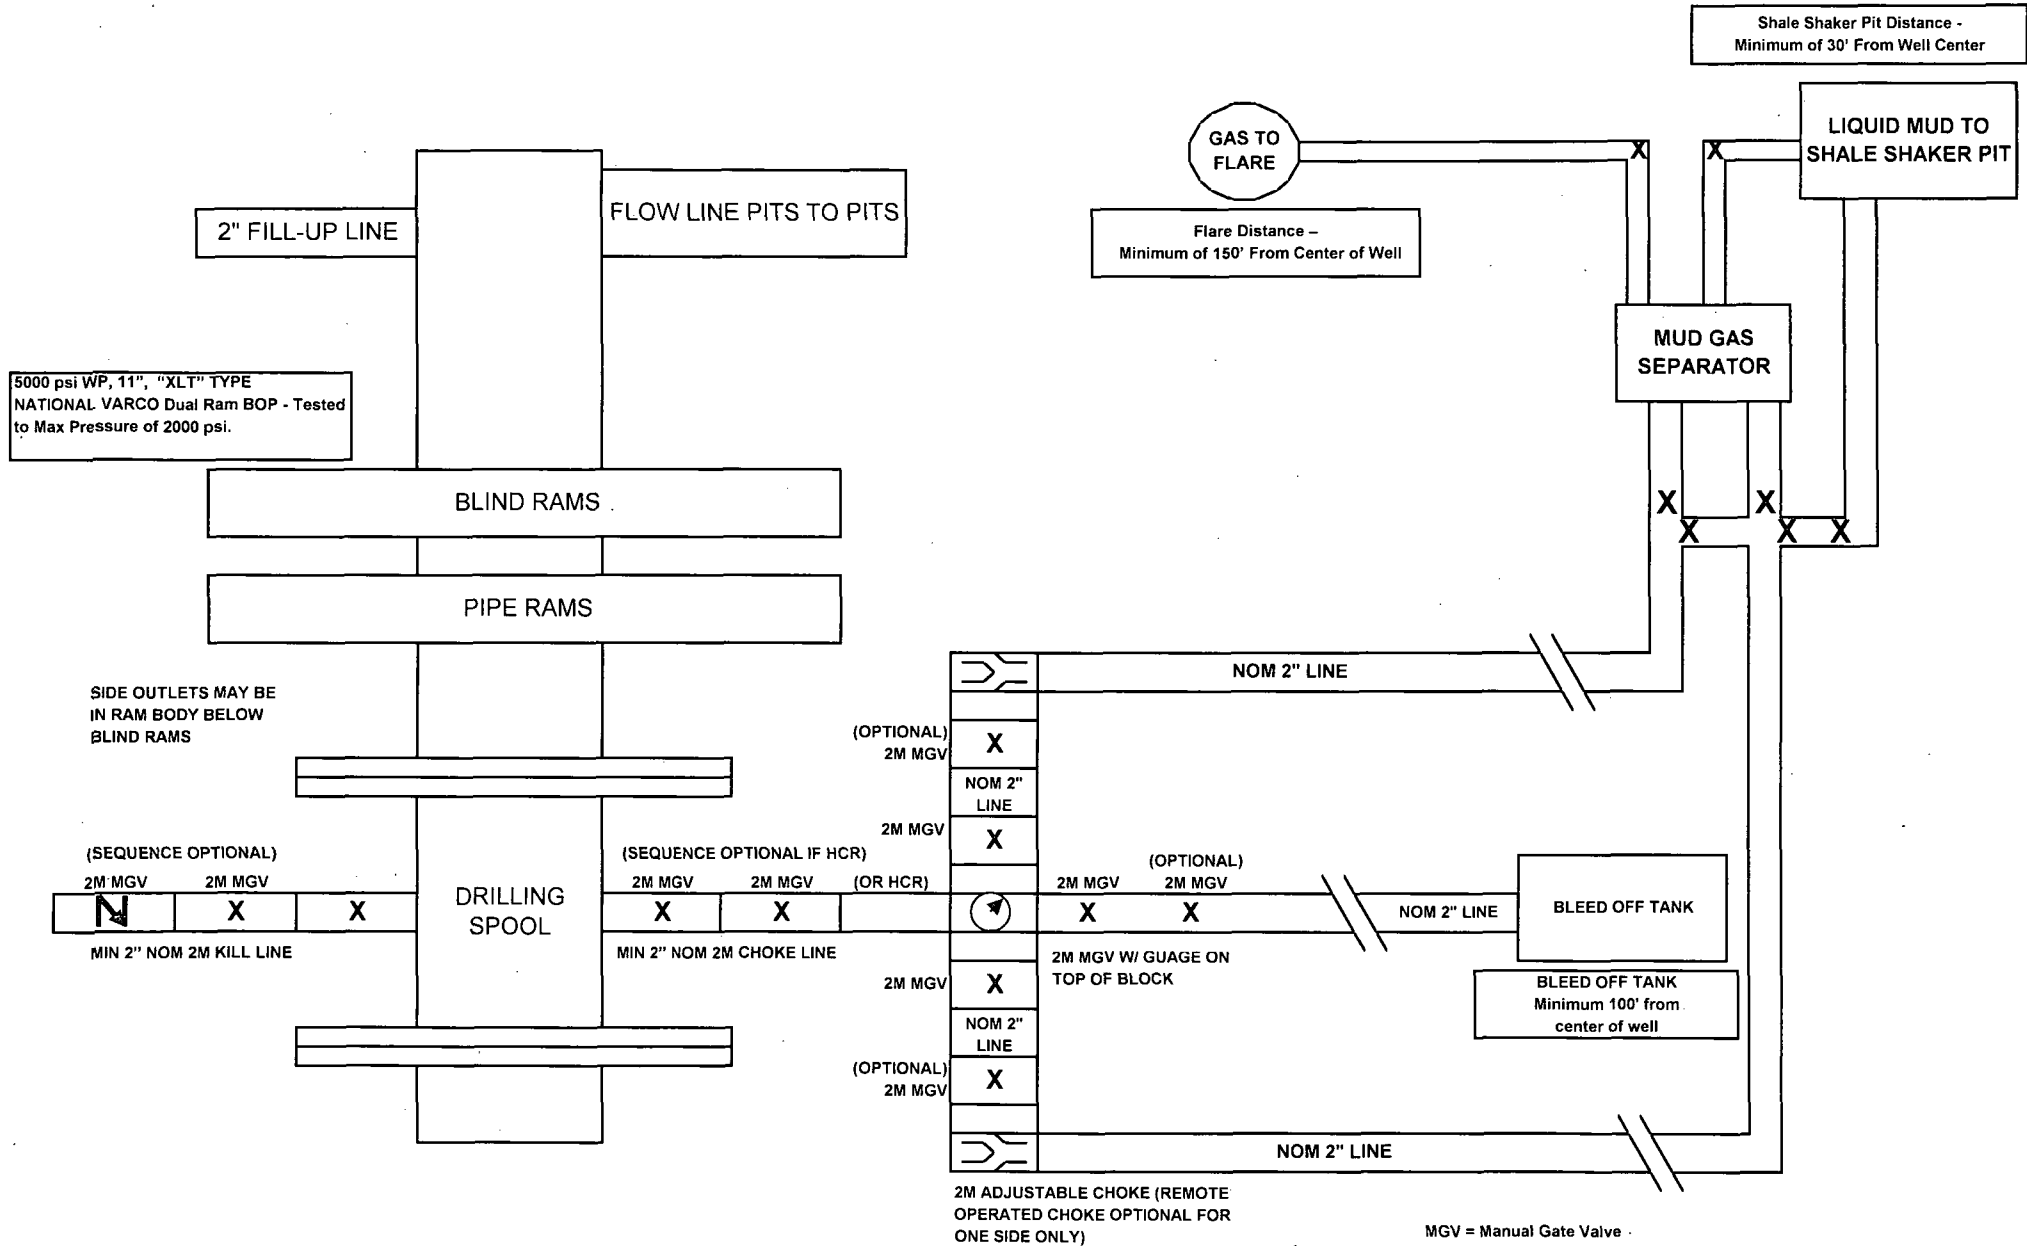 Shale Shaker Pit Distance -
Minimum of 30' From Well Center
GAS TO
FLARE
X
X
LIQUID MUD TO
SHALE SHAKER PIT
2" FILL-UP LINE
FLOW LINE PITS TO PITS
Flare Distance –
Minimum of 150' From Center of Well
MUD GAS
SEPARATOR
5000 psi WP, 11", "XLT" TYPE
NATIONAL VARCO Dual Ram BOP - Tested
to Max Pressure of 2000 psi.
BLIND RAMS
X
X
X
X
X
PIPE RAMS
NOM 2" LINE
SIDE OUTLETS MAY BE
IN RAM BODY BELOW
BLIND RAMS
(OPTIONAL)
2M MGV
X
NOM 2"
LINE
2M MGV
X
(SEQUENCE OPTIONAL)
2M MGV
2M MGV
X
X
MIN 2" NOM 2M KILL LINE
DRILLING
SPOOL
(SEQUENCE OPTIONAL IF HCR)
2M MGV
2M MGV
(OR HCR)
X
X
MIN 2" NOM 2M CHOKE LINE
(OPTIONAL)
2M MGV
2M MGV
X
X
NOM 2" LINE
BLEED OFF TANK
2M MGV W/ GUAGE ON
TOP OF BLOCK
BLEED OFF TANK
Minimum 100' from
center of well
2M MGV
X
NOM 2"
LINE
(OPTIONAL)
2M MGV
X
NOM 2" LINE
2M ADJUSTABLE CHOKE (REMOTE
OPERATED CHOKE OPTIONAL FOR
ONE SIDE ONLY)
MGV = Manual Gate Valve